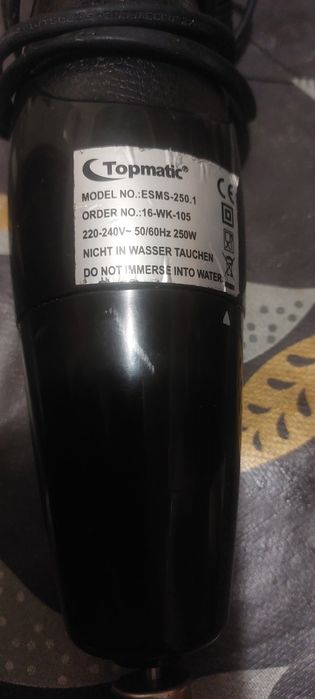 Topmatic®
MODEL NO.:ESMS-250.1
ORDER NO.:16-WK-105
220-240V~ 50/60Hz 250W
NICHT IN WASSER TAUCHEN
DO NOT IMMERSE INTO WATER
CE